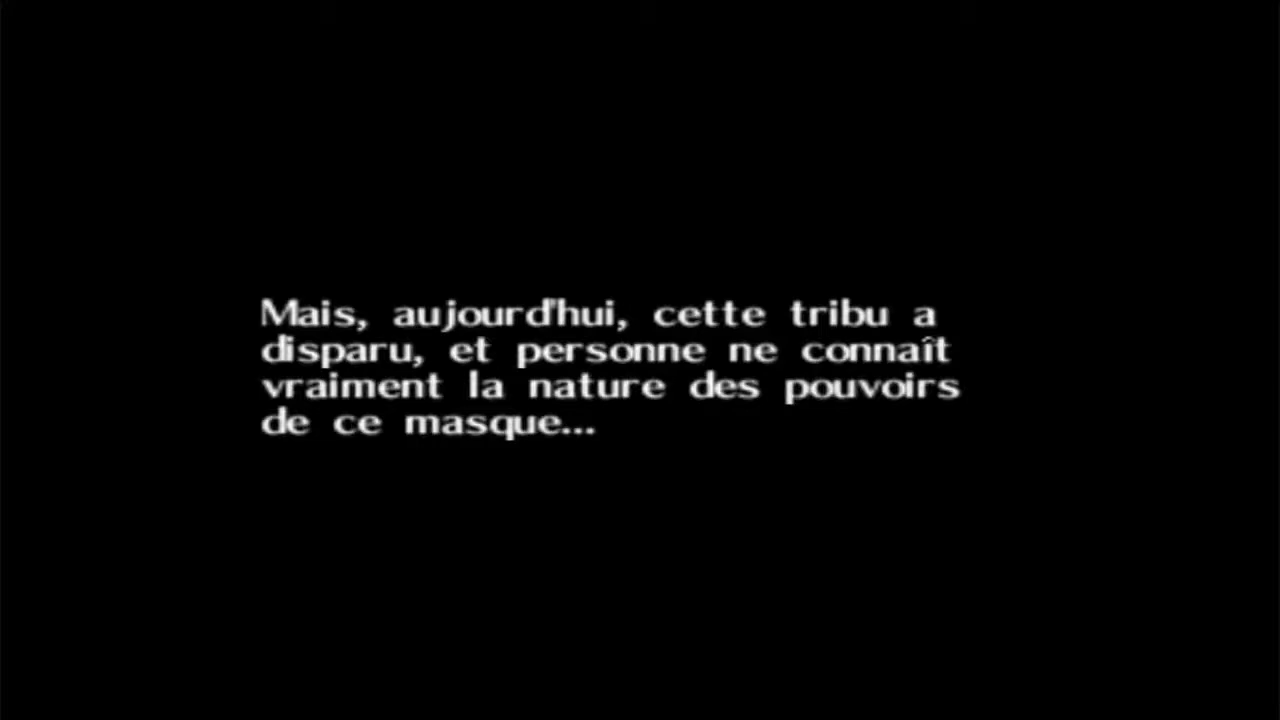 Mais, aujourd'hui, cette tribu a
disparu, et personne ne connaît
vraiment la nature des pouvoirs
de ce masque...